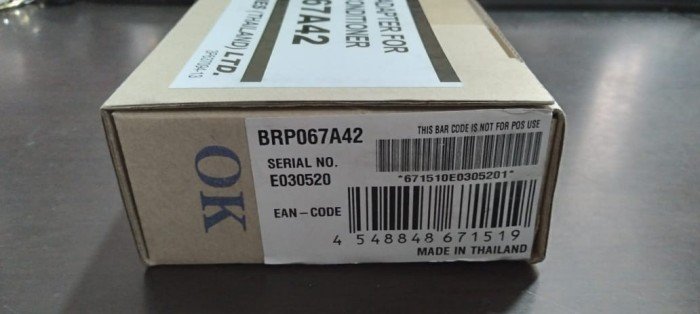 ADAPTER FOR
CONDITIONER
67A42
IES (THAILAND) LTD.
OK
BRP067A42
THIS BAR CODE IS NOT FOR POS USE
SERIAL NO.
E030520
*671510E0305201*
EAN-CODE
4 548848 671519
MADE IN THAILAND